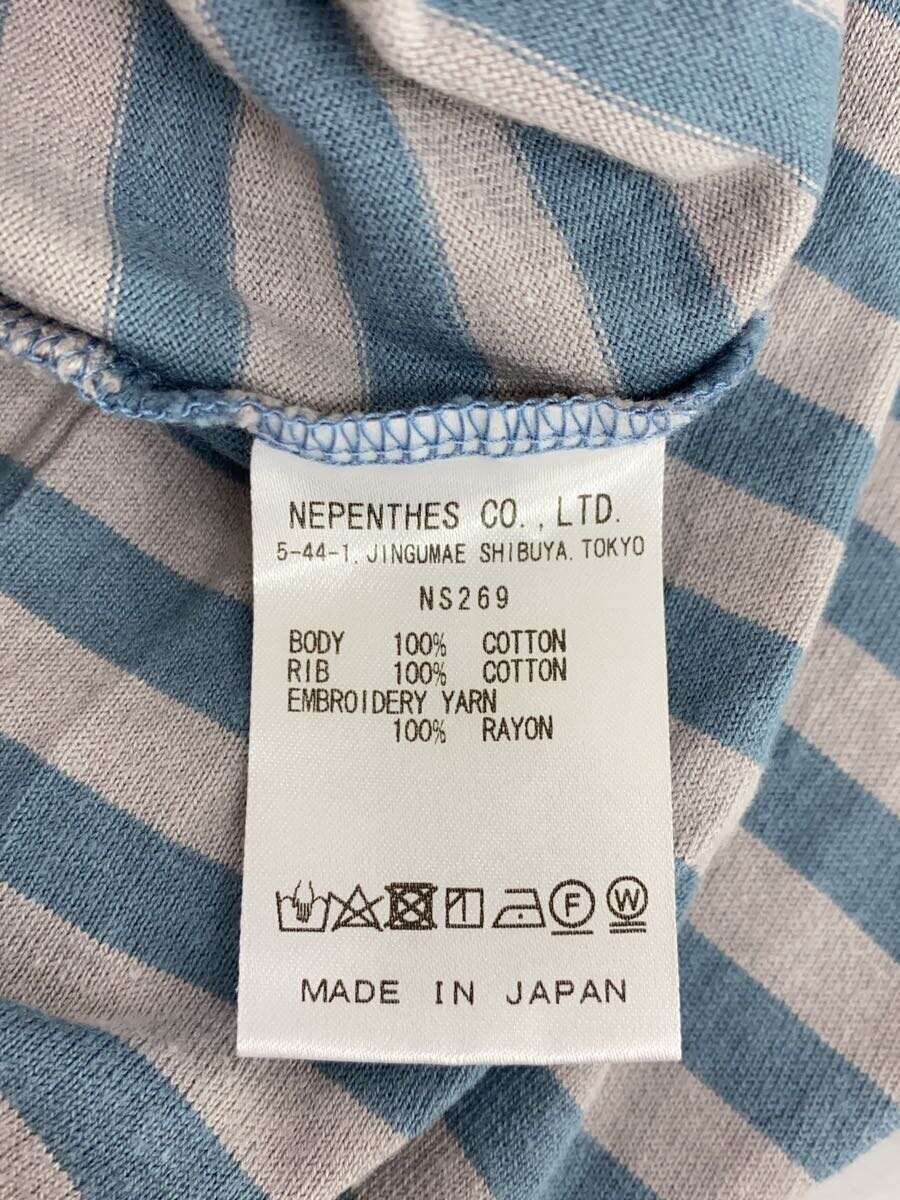 NEPENTHES CO., LTD.
5-44-1, JINGUMAE SHIBUYA. TOKYO
NS269
BODY 100% COTTON
RIB 100% COTTON
EMBROIDERY YARN
100% RAYON
F W
MADE IN JAPAN